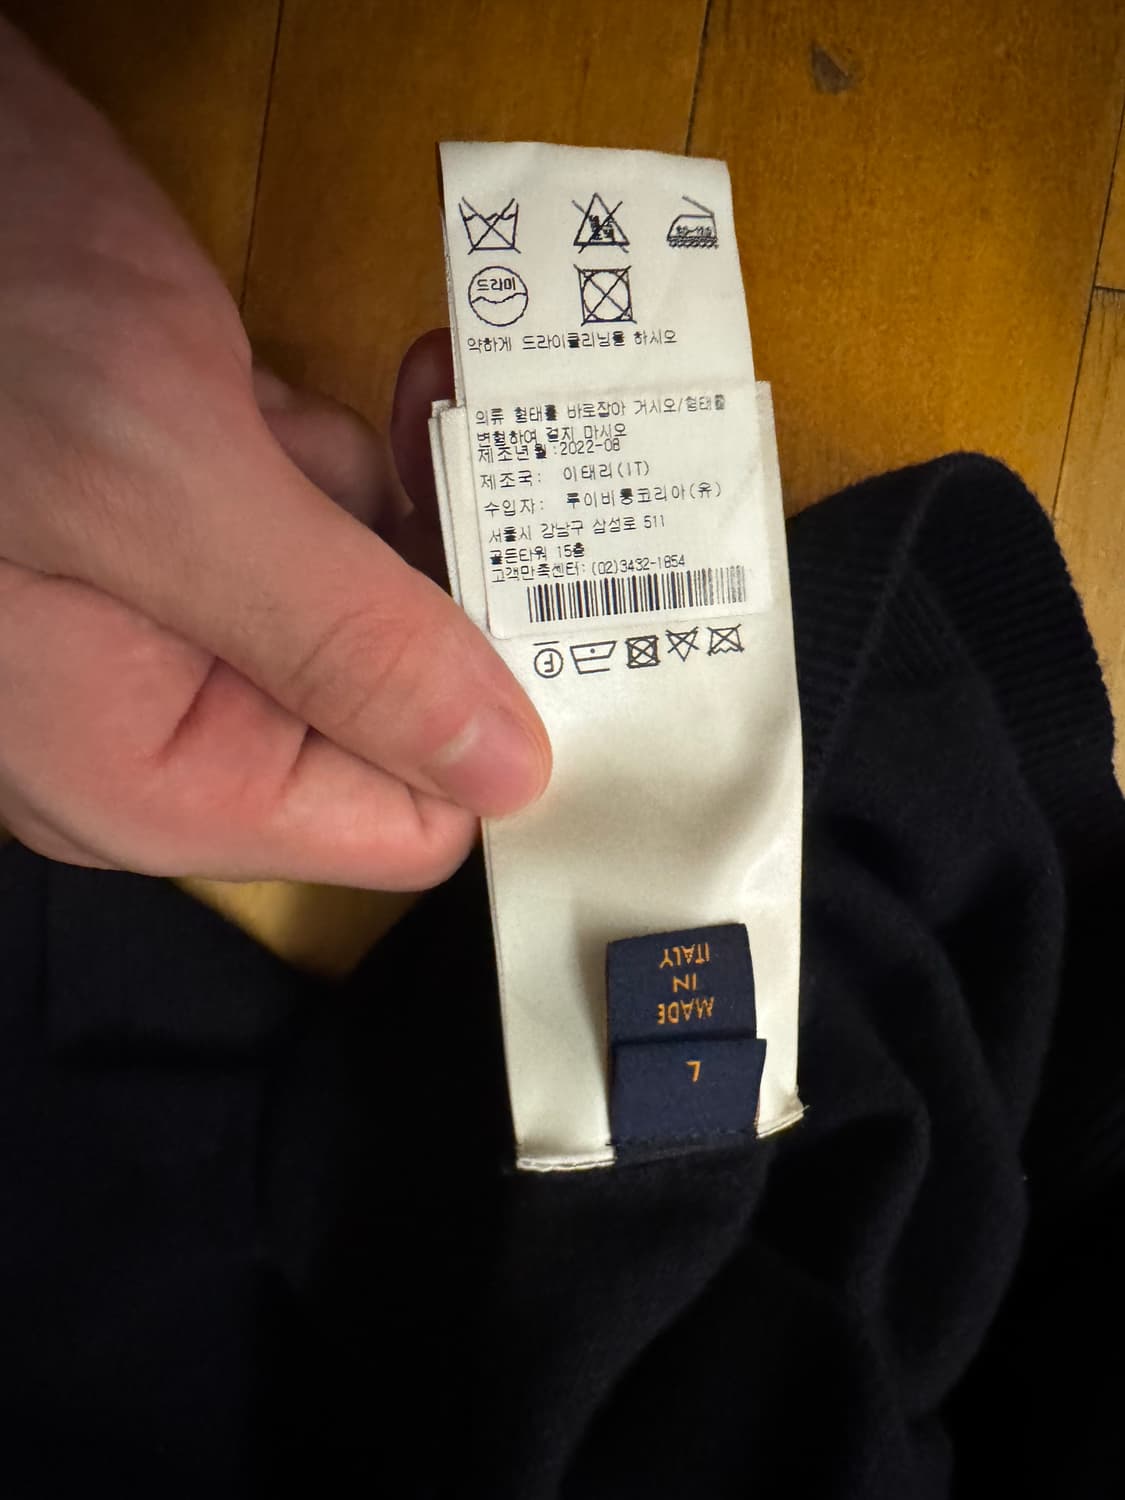 드라이
약하게 드라이클리닝을 하시오
의류 형태를 바로잡아 거시오/형태를
변형하여 걸지 마시오
제조년월:2022-08
제조국: 이태리(IT)
수입자: 루이비통코리아(유)
서울시 강남구 삼성로 511
골든타워 15층
고객만족센터: (02)3432-1854
F
MADE
IN
ITALY
L